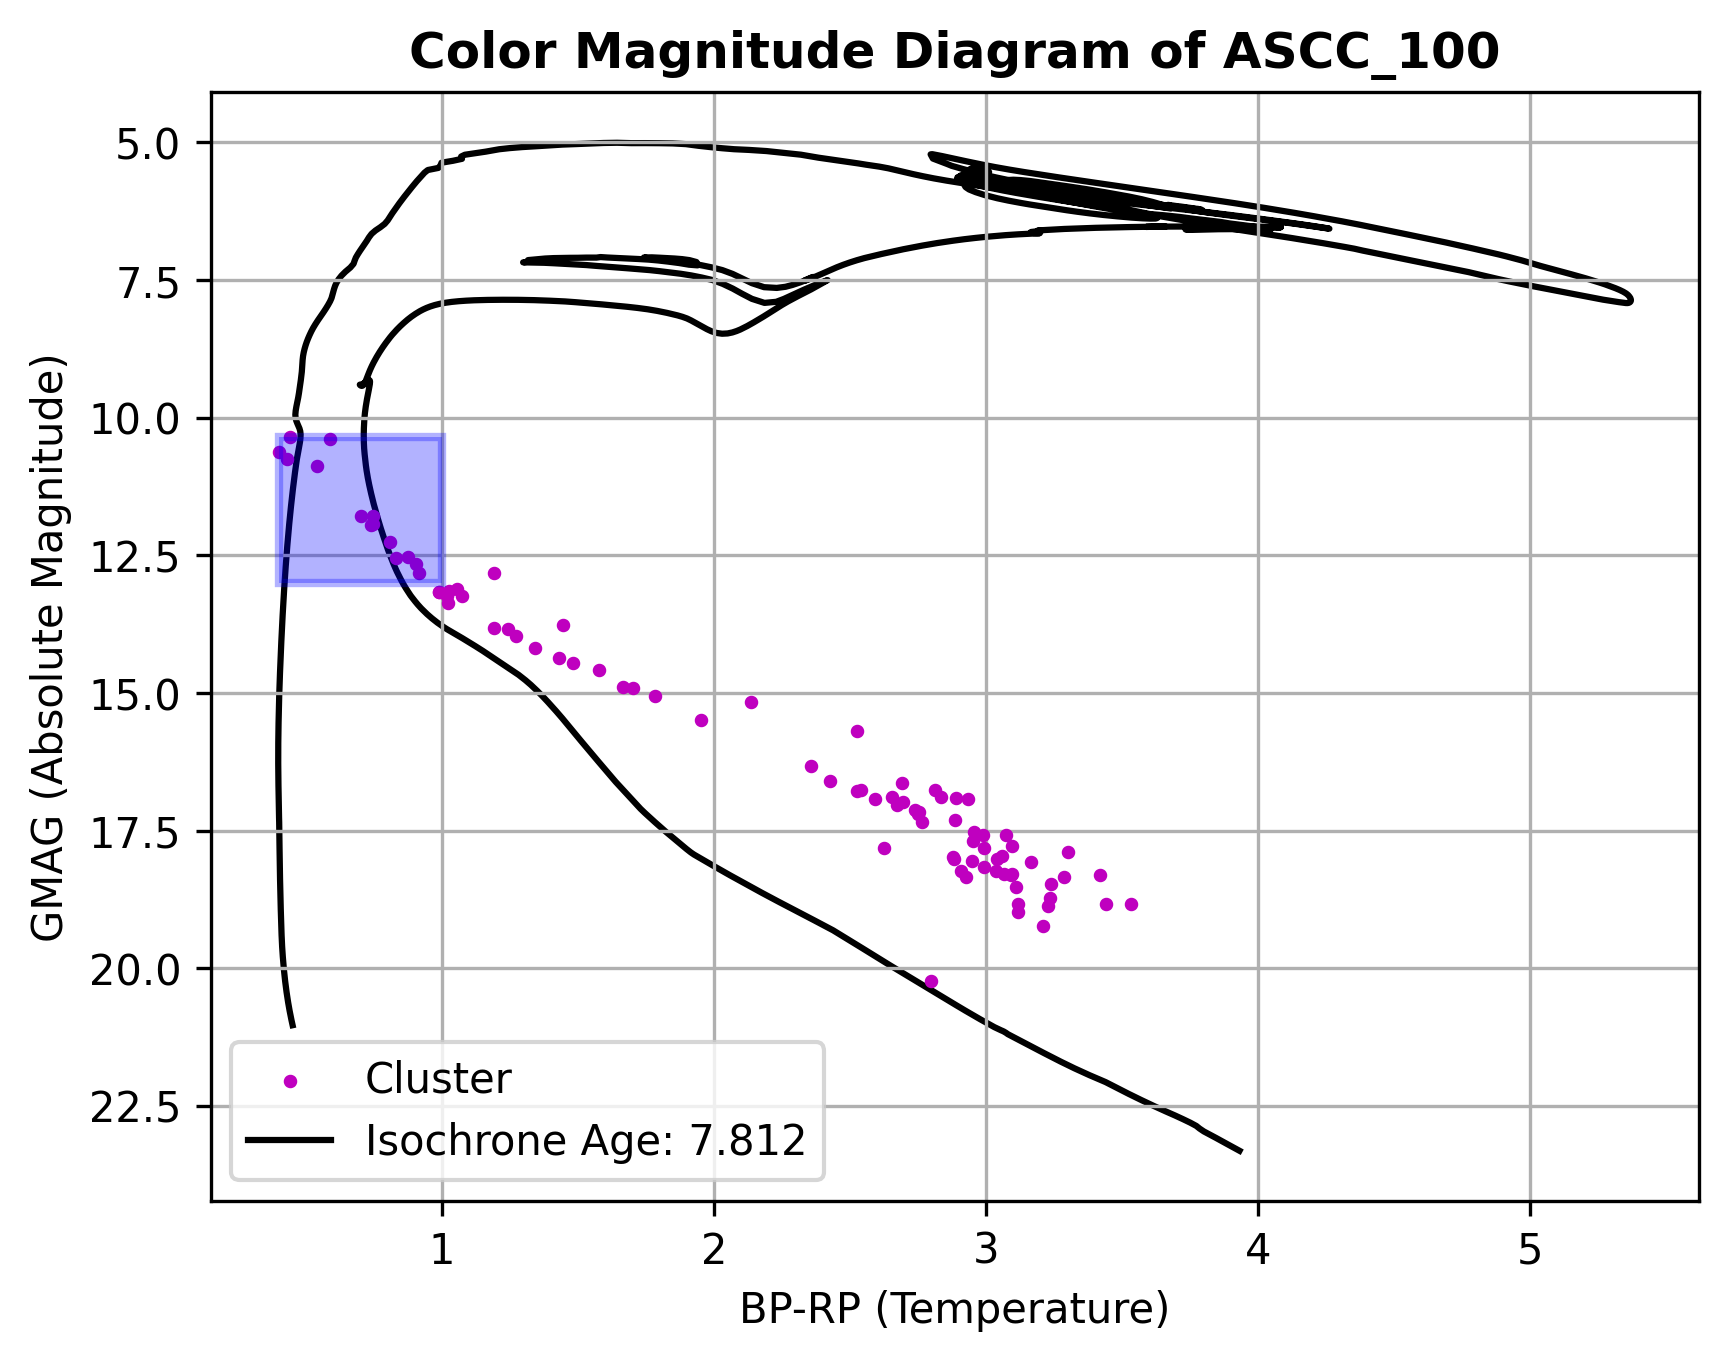 Color Magnitude Diagram of ASCC_100
GMAG (Absolute Magnitude)
5.0
7.5
10.0
12.5
15.0
17.5
20.0
22.5
Cluster
Isochrone Age: 7.812
1 2 3 4 5
BP-RP (Temperature)